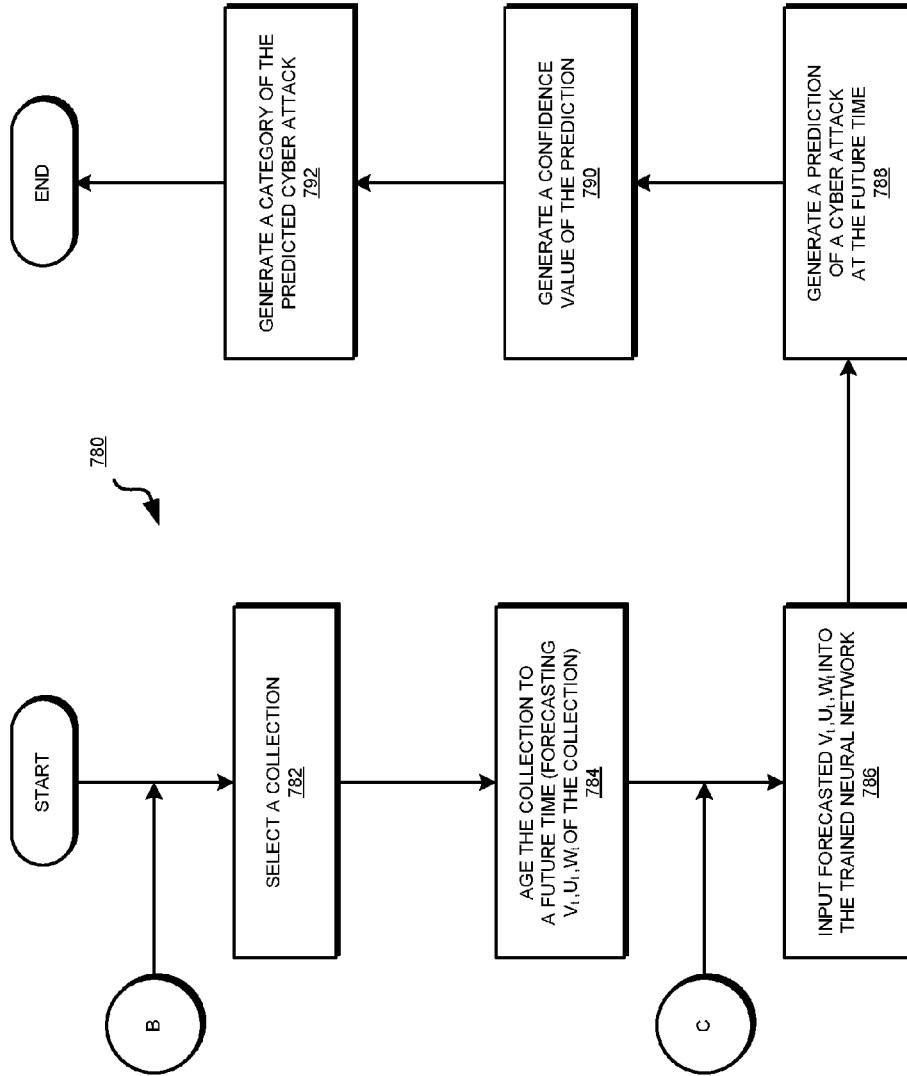 START
B
SELECT A COLLECTION
782
AGE THE COLLECTION TO
A FUTURE TIME (FORECASTING
Vt,Ut,Wt OF THE COLLECTION)
784
C
INPUT FORECASTED Vt,Ut,Wt INTO
THE TRAINED NEURAL NETWORK
786
780
GENERATE A PREDICTION
OF A CYBER ATTACK
AT THE FUTURE TIME
788
GENERATE A CONFIDENCE
VALUE OF THE PREDICTION
790
GENERATE A CATEGORY OF THE
PREDICTED CYBER ATTACK
792
END